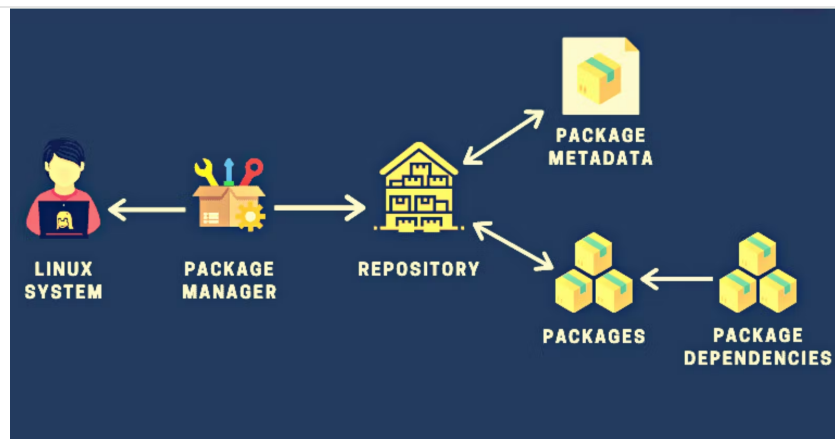 PACKAGE
METADATA
LINUX
SYSTEM
PACKAGE
MANAGER
REPOSITORY
PACKAGES
PACKAGE
DEPENDENCIES